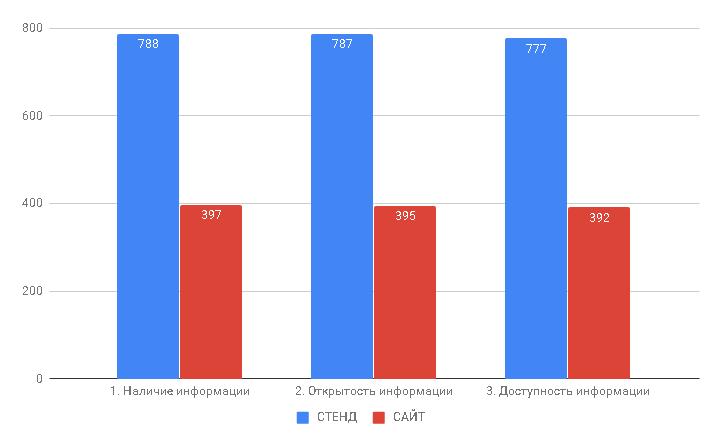 800
788
787
777
600
400
397
395
392
200
0
1. Наличие информации
2. Открытость информации
3. Доступность информации
СТЕНД
САЙТ